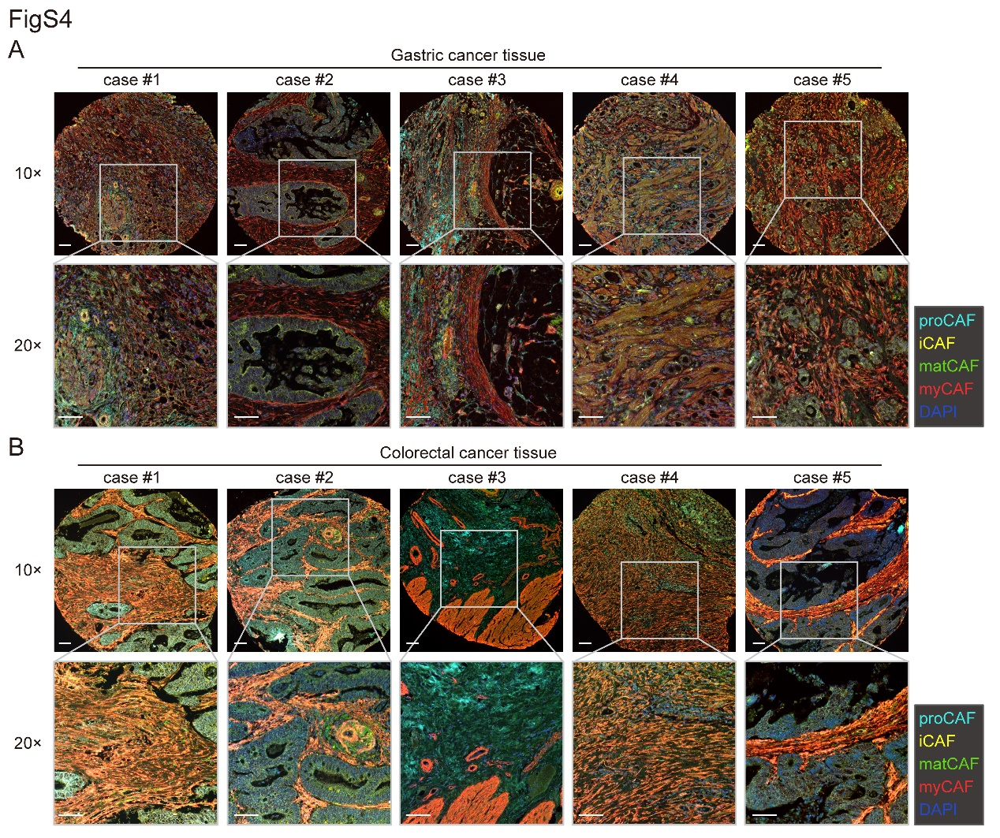 FigS4
A
Gastric cancer tissue
case #1 case #2 case #3 case #4 case #5
10×
20×
proCAF
iCAF
matCAF
myCAF
DAPI
B
Colorectal cancer tissue
case #1 case #2 case #3 case #4 case #5
10×
20×
proCAF
iCAF
matCAF
myCAF
DAPI